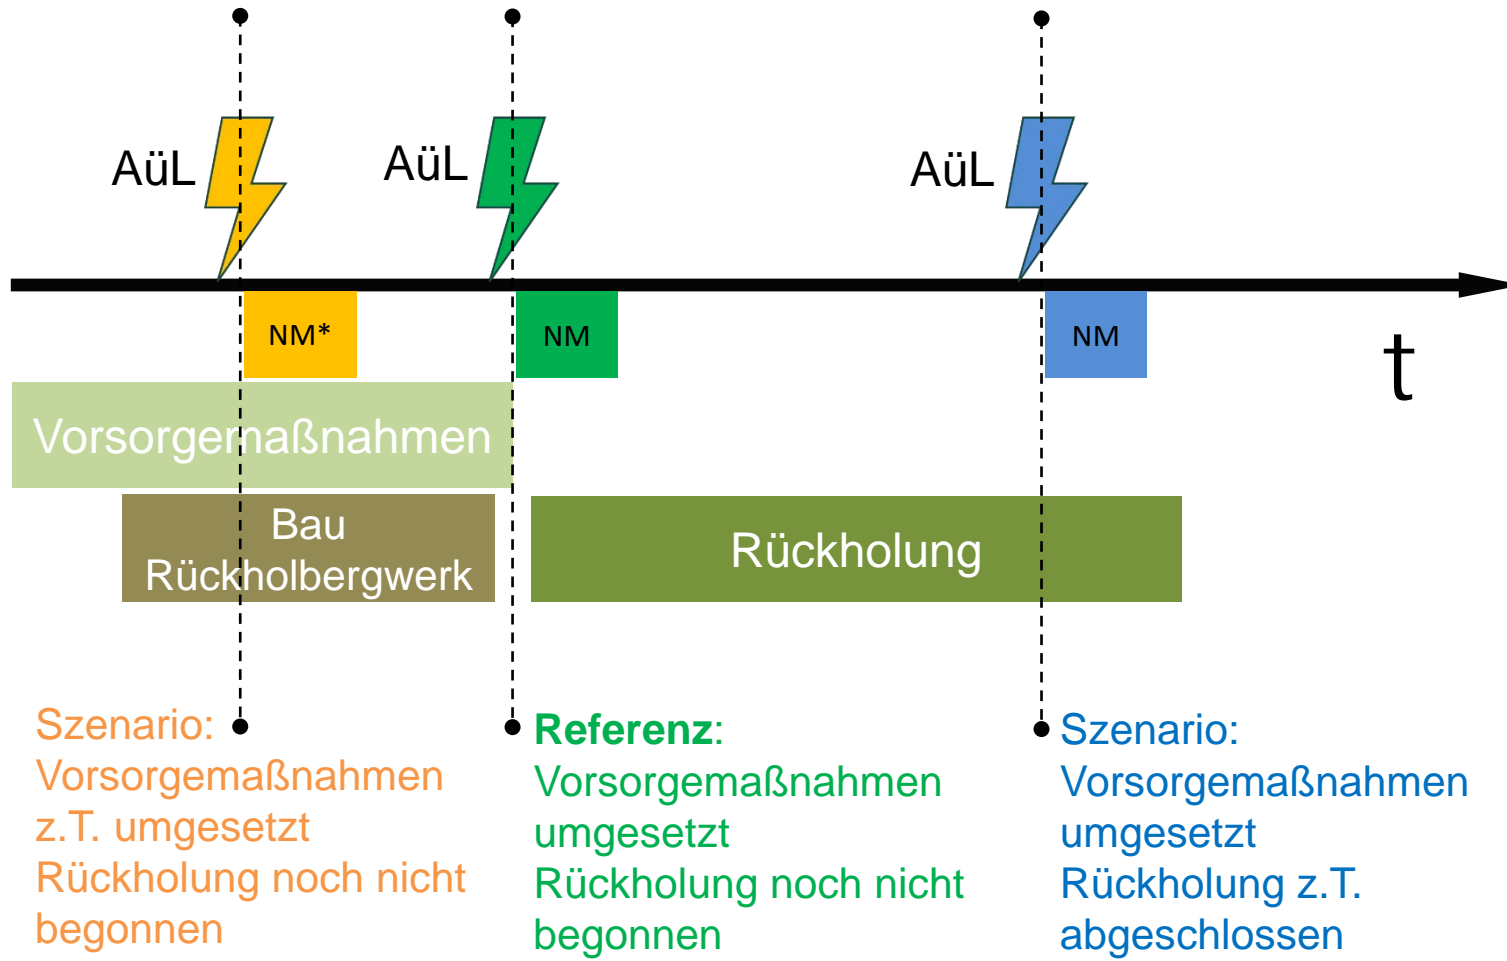 AüL
AüL
AüL
NM*
NM
NM
t
Vorsorgemaßnahmen
Bau
Rückholbergwerk
Rückholung
Szenario:
Vorsorgemaßnahmen
z.T. umgesetzt
Rückholung noch nicht
begonnen
Referenz:
Vorsorgemaßnahmen
umgesetzt
Rückholung noch nicht
begonnen
Szenario:
Vorsorgemaßnahmen
umgesetzt
Rückholung z.T.
abgeschlossen